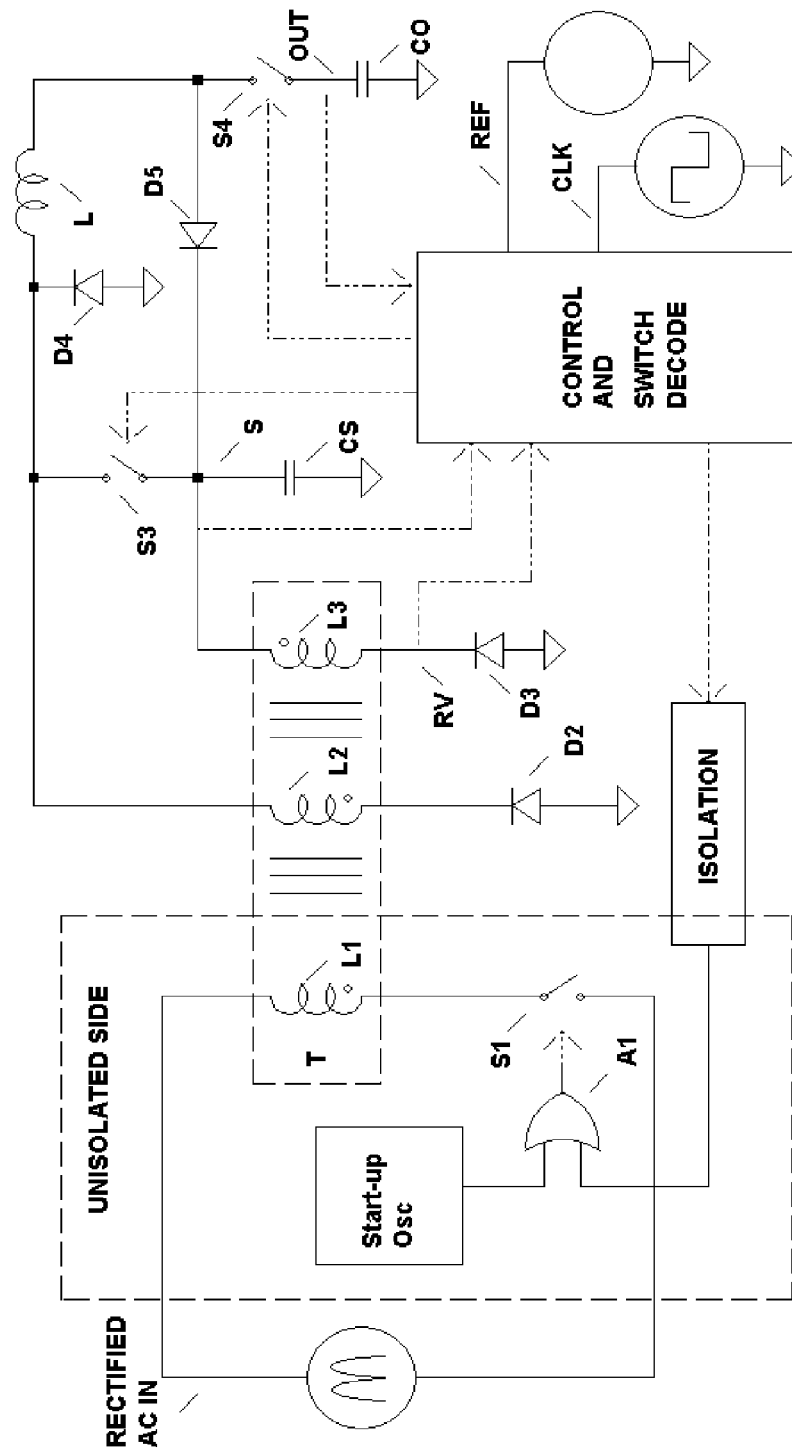 RECTIFIED
AC IN
UNISOLATED SIDE
Start-up
Osc
T
L1
S1
A1
L2
D2
ISOLATION
L3
RV
D3
S3
S
CS
D4
L
D5
S4
OUT
CO
CONTROL
AND
SWITCH
DECODE
REF
CLK